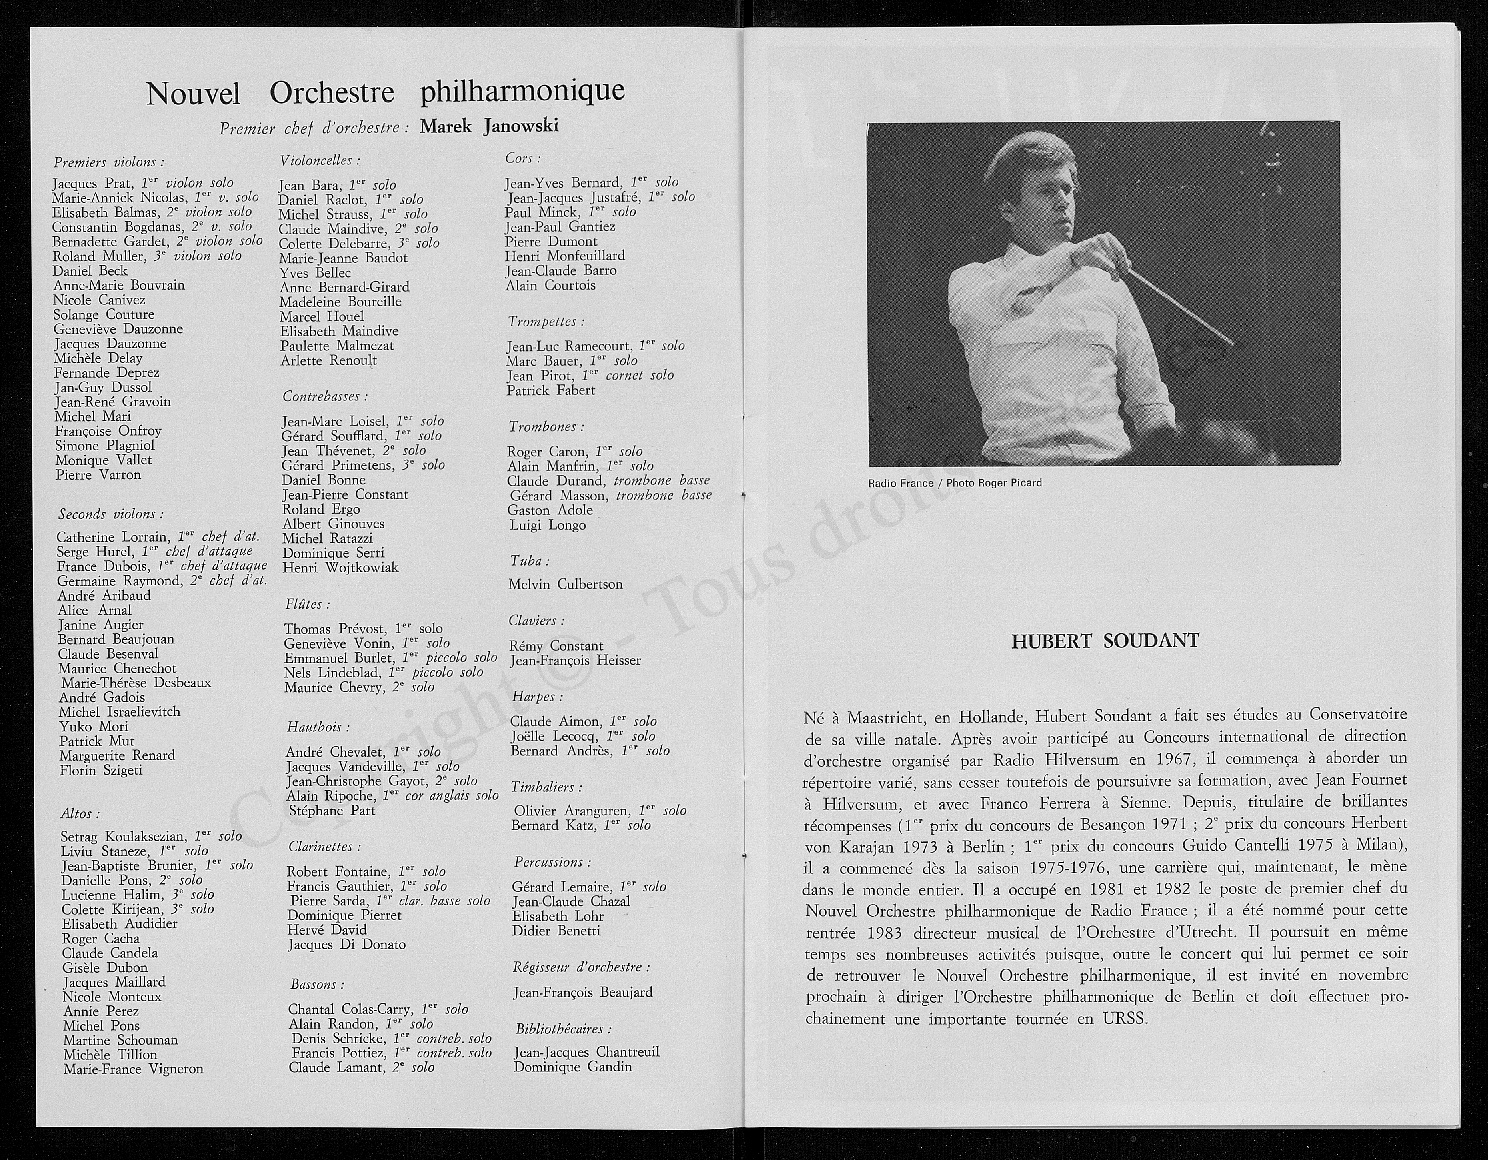 Nouvel Orchestre philharmonique
Premier chef d'orchestre : Marek Janowski
Premiers violons :
Jacques Prat, 1er violon solo
Marie-Annick Nicolas, 1er v. solo
Elisabeth Balmas, 2e violon solo
Constantin Bogdanas, 2e v. solo
Bernadette Gardet, 2e violon solo
Roland Muller, 3e violon solo
Daniel Beck
Anne-Marie Bouvrain
Nicole Canivez
Solange Couture
Geneviève Dauzonne
Jacques Dauzonne
Michèle Delay
Fernande Deprez
Jan-Guy Dussol
Jean-René Gravoin
Michel Mari
Françoise Onfroy
Simone Plagniol
Monique Vallet
Pierre Varron
Seconds violons :
Catherine Lorrain, 1er chef d'at.
Serge Hurel, 1er chef d'attaque
France Dubois, 1er chef d'attaque
Germaine Raymond, 2e chef d'at.
André Aribaud
Alice Arnal
Janine Augier
Bernard Beaujouan
Claude Besenval
Maurice Chenechot
Marie-Thérèse Desbeaux
André Gadois
Michel Israelievitch
Yuko Mori
Patrick Mur
Marguerite Renard
Florin Szigeti
Altos :
Setrag Koulaksezian, 1er solo
Liviu Staneze, 1er solo
Jean-Baptiste Brunier, 1er solo
Danielle Pons, 2e solo
Lucienne Halim, 3e solo
Colette Kirijean, 3e solo
Elisabeth Audidier
Roger Cacha
Claude Candela
Gisèle Dubon
Jacques Maillard
Nicole Monteux
Annie Perez
Michel Pons
Martine Schouman
Michèle Tillion
Marie-France Vigneron
Violoncelles :
Jean Bara, 1er solo
Daniel Raclot, 1er solo
Michel Strauss, 1er solo
Claude Maindive, 2e solo
Colette Delebarre, 3e solo
Marie-Jeanne Baudot
Yves Bellec
Anne Bernard-Girard
Madeleine Boureille
Marcel Houel
Elisabeth Maindive
Paulette Malmezat
Arlette Renoult
Contrebasses :
Jean-Marc Loisel, 1er solo
Gérard Soufflard, 1er solo
Jean Thévenet, 2e solo
Gérard Primetens, 3e solo
Daniel Bonne
Jean-Pierre Constant
Roland Ergo
Albert Ginouves
Michel Ratazzi
Dominique Serri
Henri Wojtkowiak
Flûtes :
Thomas Prévost, 1er solo
Geneviève Vonin, 1er solo
Emmanuel Burlet, 1er piccolo solo
Nels Lindeblad, 1er piccolo solo
Maurice Chevry, 2e solo
Hautbois :
André Chevalet, 1er solo
Jacques Vandeville, 1er solo
Jean-Christophe Gayot, 2e solo
Alain Ripoche, 1er cor anglais solo
Stéphane Part
Clarinettes :
Robert Fontaine, 1er solo
Francis Gauthier, 1er solo
Pierre Sarda, 1er clar. basse solo
Dominique Pierret
Hervé David
Jacques Di Donato
Bassons :
Chantal Colas-Carry, 1er solo
Alain Randon, 1er solo
Denis Schricke, 1er contreb. solo
Francis Pottiez, 1er contreb. solo
Claude Lamant, 2e solo
Cors :
Jean-Yves Bernard, 1er solo
Jean-Jacques Justafré, 1er solo
Paul Minck, 1er solo
Jean-Paul Gantiez
Pierre Dumont
Henri Monfeuillard
Jean-Claude Barro
Alain Courtois
Trompettes :
Jean-Luc Ramecourt, 1er solo
Marc Bauer, 1er solo
Jean Pirot, 1er cornet solo
Patrick Fabert
Trombones :
Roger Caron, 1er solo
Alain Manfrin, 1er solo
Claude Durand, trombone basse
Gérard Masson, trombone basse
Gaston Adole
Luigi Longo
Tuba :
Melvin Culbertson
Claviers :
Rémy Constant
Jean-François Heisser
Harpes :
Claude Aimon, 1er solo
Joëlle Lecocq, 1er solo
Bernard Andrès, 1er solo
Timbaliers :
Olivier Aranguren, 1er solo
Bernard Katz, 1er solo
Percussions :
Gérard Lemaire, 1er solo
Jean-Claude Chazal
Elisabeth Lohr
Didier Benetti
Régisseur d'orchestre :
Jean-François Beaujard
Bibliothécaires :
Jean-Jacques Chantreuil
Dominique Gandin
Copyright © - Tous droits
Radio France / Photo Roger Picard
HUBERT SOUDANT
Né à Maastricht, en Hollande, Hubert Soudant a fait ses études au Conservatoire
de sa ville natale. Après avoir participé au Concours international de direction
d'orchestre organisé par Radio Hilversum en 1967, il commença à aborder un
répertoire varié, sans cesser toutefois de poursuivre sa formation, avec Jean Fournet
à Hilversum, et avec Franco Ferrera à Sienne. Depuis, titulaire de brillantes
récompenses (1er prix du concours de Besançon 1971 ; 2e prix du concours Herbert
von Karajan 1973 à Berlin ; 1er prix du concours Guido Cantelli 1975 à Milan),
il a commencé dès la saison 1975-1976, une carrière qui, maintenant, le mène
dans le monde entier. Il a occupé en 1981 et 1982 le poste de premier chef du
Nouvel Orchestre philharmonique de Radio France ; il a été nommé pour cette
rentrée 1983 directeur musical de l'Orchestre d'Utrecht. Il poursuit en même
temps ses nombreuses activités puisque, outre le concert qui lui permet ce soir
de retrouver le Nouvel Orchestre philharmonique, il est invité en novembre
prochain à diriger l'Orchestre philharmonique de Berlin et doit effectuer pro-
chainement une importante tournée en URSS.